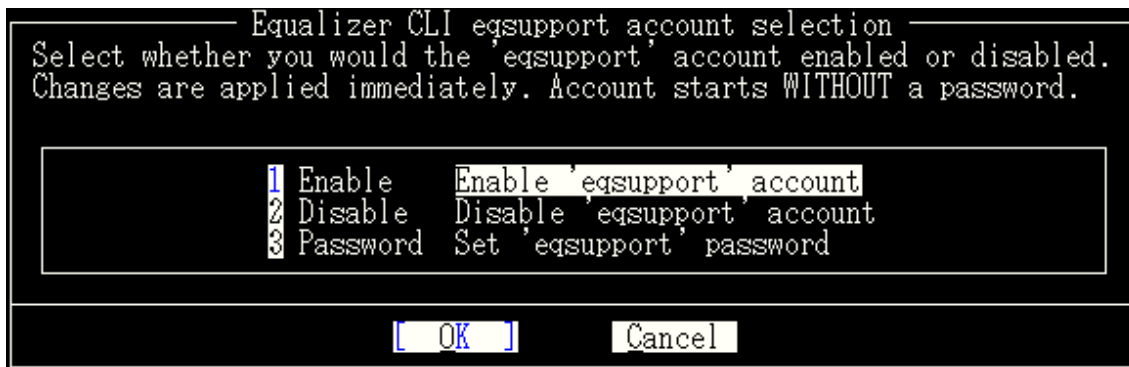 Equalizer CLI eqsupport account selection
Select whether you would the 'eqsupport' account enabled or disabled.
Changes are applied immediately. Account starts WITHOUT a password.
1 Enable Enable 'eqsupport' account
2 Disable Disable 'eqsupport' account
3 Password Set 'eqsupport' password
[ OK ] Cancel